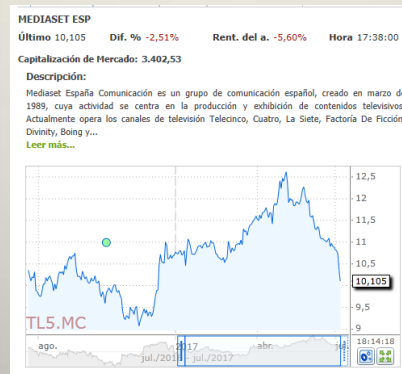 MEDIASET ESP
Último 10,105 Dif. % -2,51% Rent. del a. -5,60% Hora 17:38:00
Capitalización de Mercado: 3.402,53
Descripción:
Mediaset España Comunicación es un grupo de comunicación español, creado en marzo de
1989, cuya actividad se centra en la producción y exhibición de contenidos televisivos.
Actualmente opera los canales de televisión Telecinco, Cuatro, La Siete, Factoría De Ficción,
Divinity, Boing y...
Leer más...
12,5
12
11,5
11
10,5
10,105
9,5
9
TL5.MC
ago. 2017 abr. jul.
jul./2016 - jul./2017
18:14:18